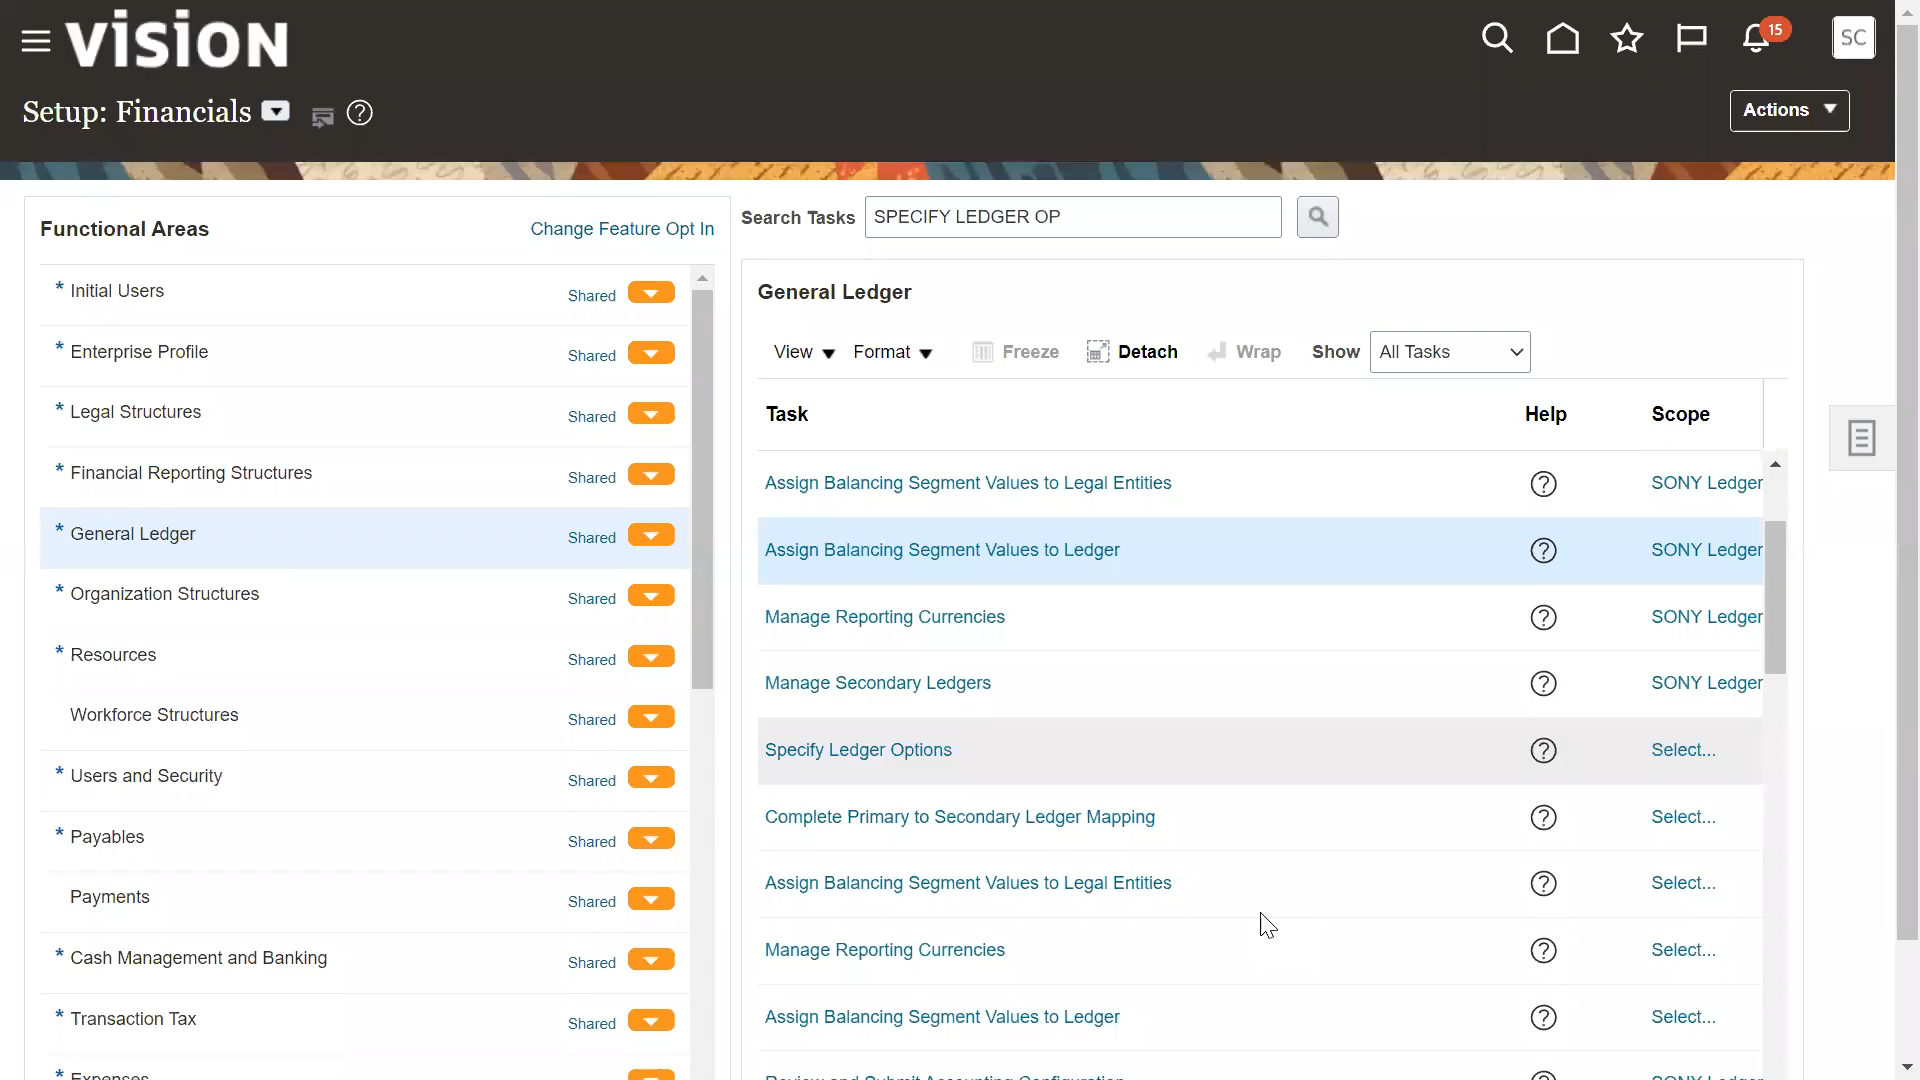 vision
15
SC
Setup: Financials
Actions
Functional Areas
Change Feature Opt In
Initial Users
Shared
Enterprise Profile
Shared
Legal Structures
Shared
Financial Reporting Structures
Shared
General Ledger
Shared
Organization Structures
Shared
Resources
Shared
Workforce Structures
Shared
Users and Security
Shared
Payables
Shared
Payments
Shared
Cash Management and Banking
Shared
Transaction Tax
Shared
Expenses
Search Tasks SPECIFY LEDGER OP
General Ledger
View Format Freeze Detach Wrap Show All Tasks
Task Help Scope
Assign Balancing Segment Values to Legal Entities SONY Ledger
Assign Balancing Segment Values to Ledger SONY Ledger
Manage Reporting Currencies SONY Ledger
Manage Secondary Ledgers SONY Ledger
Specify Ledger Options Select...
Complete Primary to Secondary Ledger Mapping Select...
Assign Balancing Segment Values to Legal Entities Select...
Manage Reporting Currencies Select...
Assign Balancing Segment Values to Ledger Select...
Review and Submit Accounting Configuration SONY Ledger